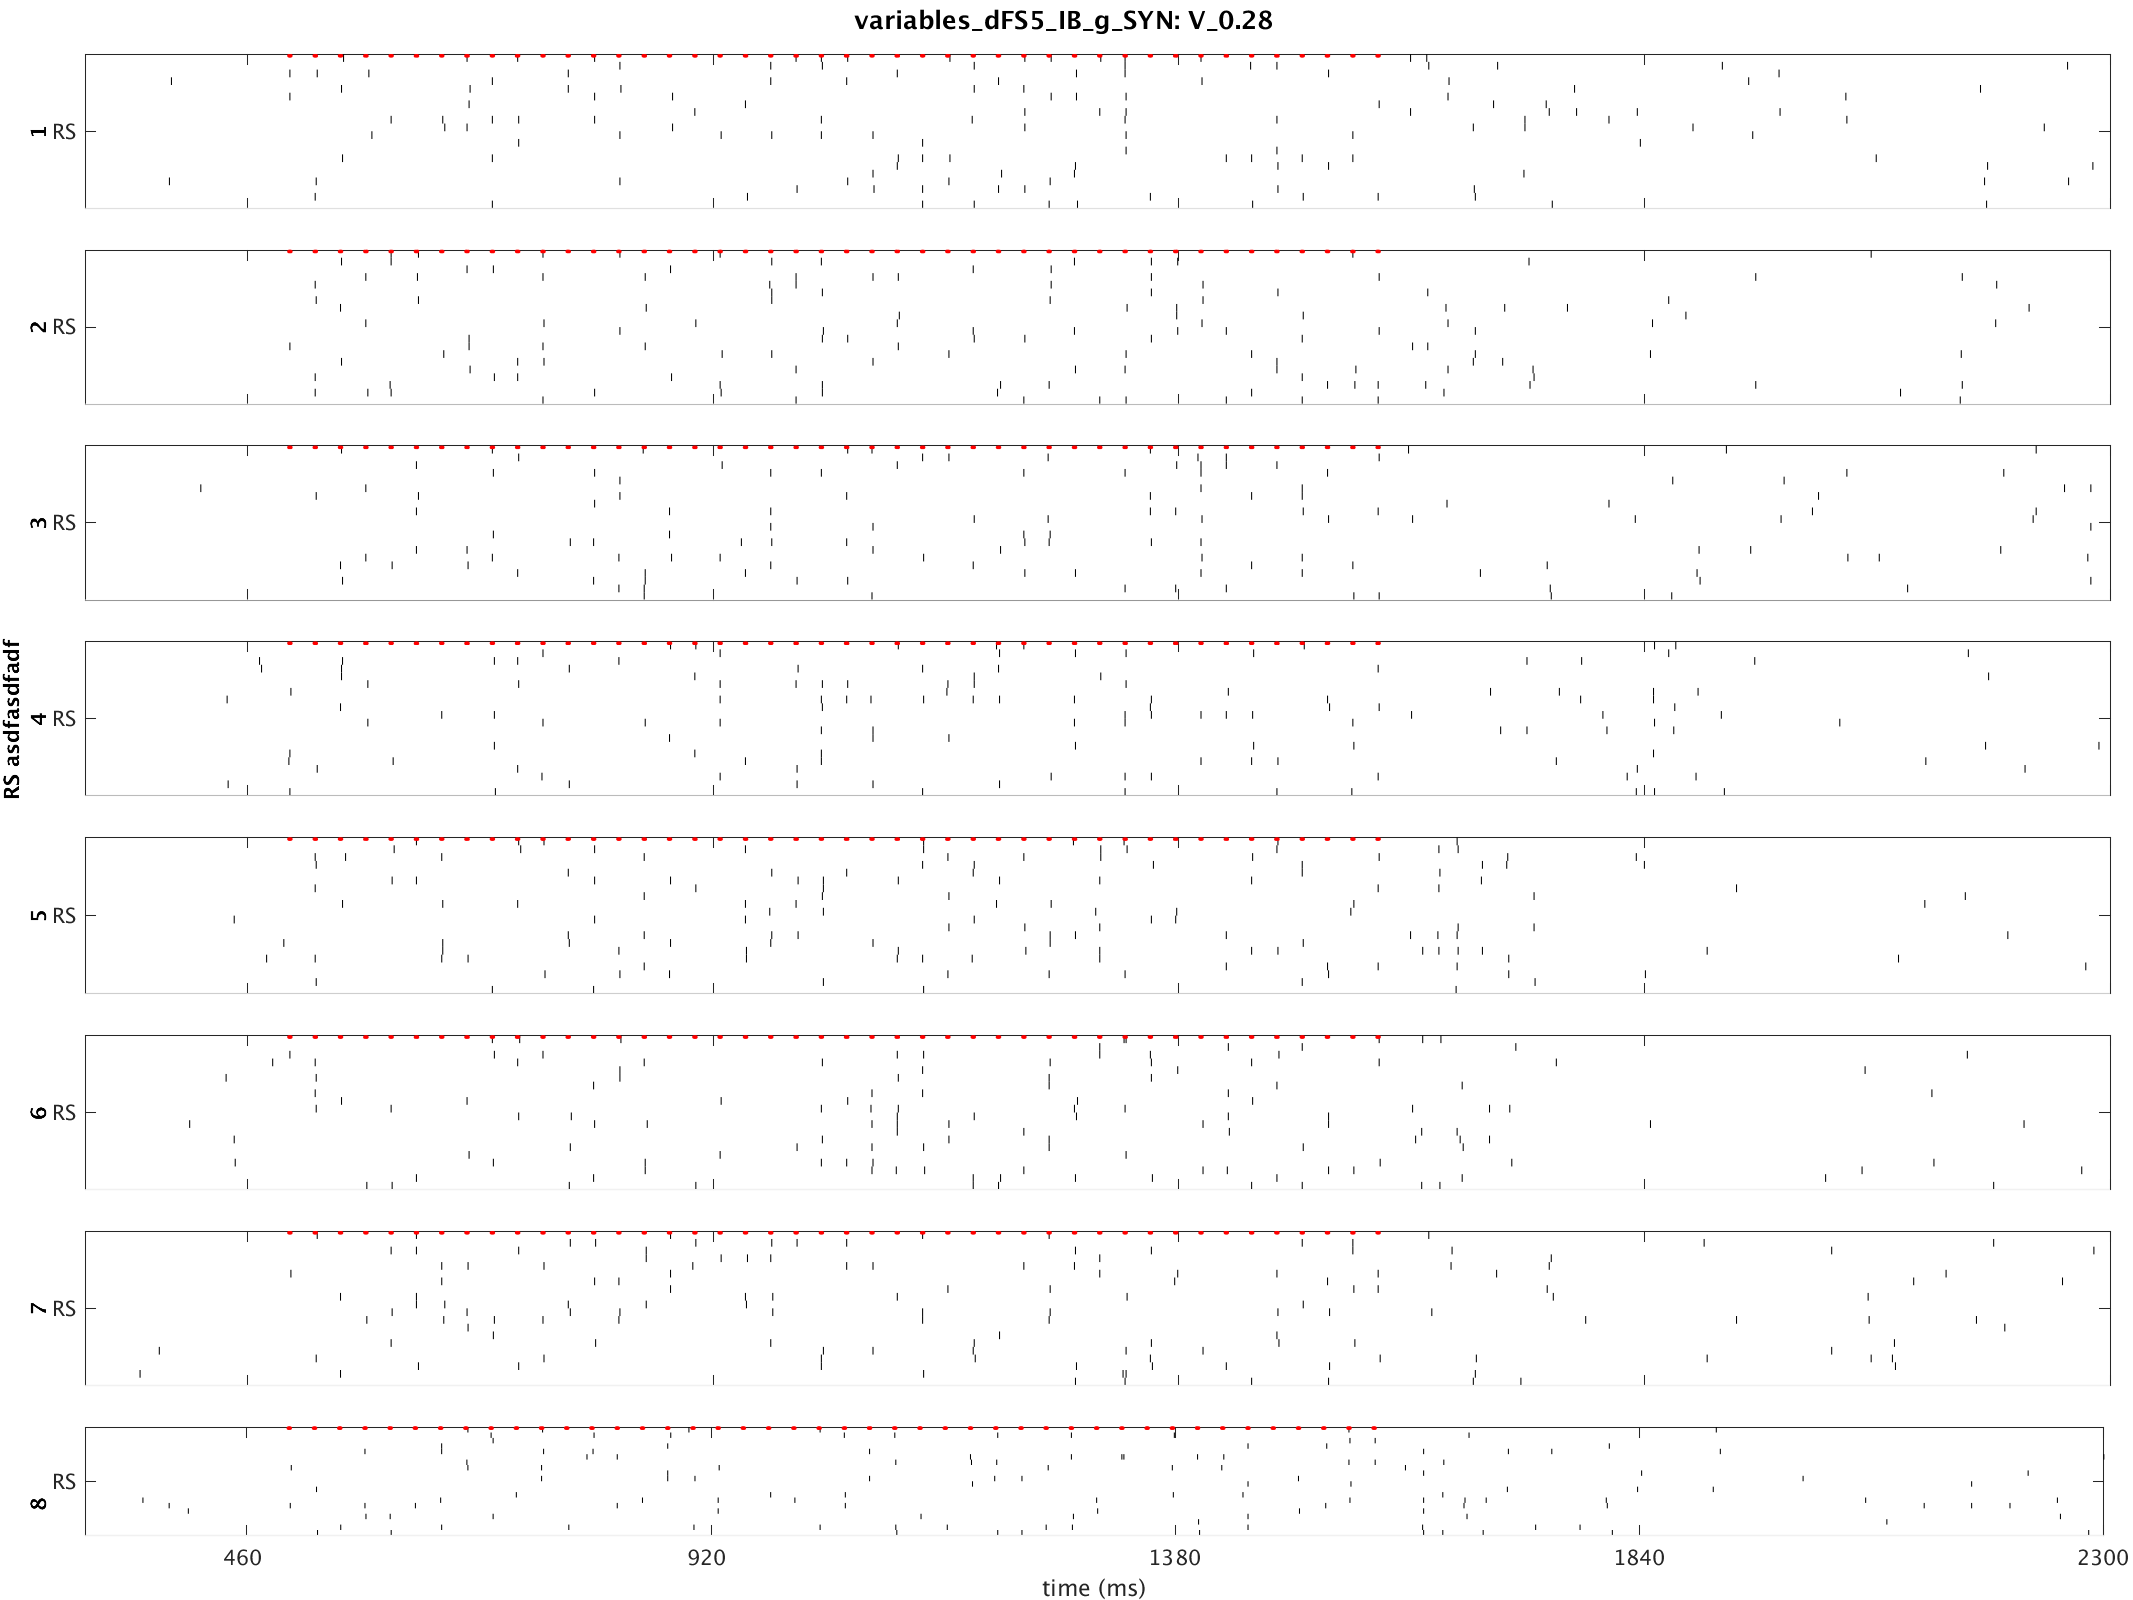 variables_dFS5_IB_g_SYN: V_0.28
1 RS
2 RS
3 RS
RS asdfasdfadf
4 RS
5 RS
6 RS
7 RS
8 RS
460 920 1380 1840 2300
time (ms)